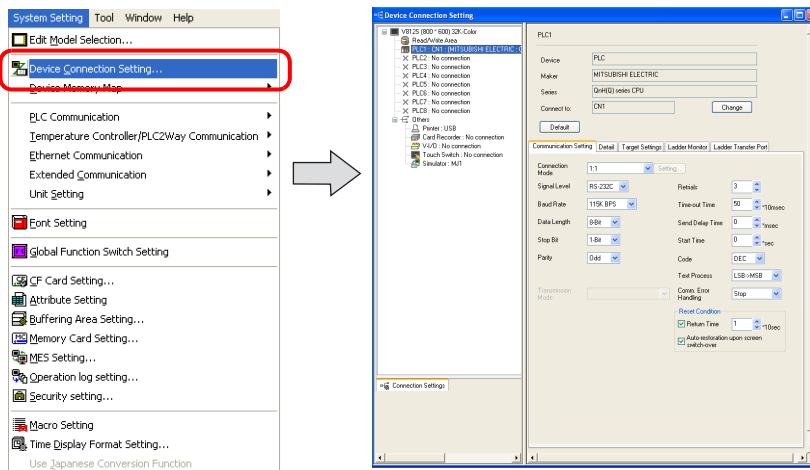 System Setting Tool Window Help
Edit Model Selection...
Device Connection Setting...
Device Memory Map
PLC Communication
Temperature Controller/PLC2Way Communication
Ethernet Communication
Extended Communication
Unit Setting
Font Setting
Global Function Switch Setting
CF Card Setting...
Attribute Setting
Buffering Area Setting...
Memory Card Setting...
MES Setting...
Operation log setting...
Security setting...
Macro Setting
Time Display Format Setting...
Use Japanese Conversion Function
Device Connection Setting
V8125 (800 * 600) 32K-Color
Read/Write Area
PLC1 : CN1 : [MITSUBISHI ELECTRIC :
PLC2 : No connection
PLC3 : No connection
PLC4 : No connection
PLC5 : No connection
PLC6 : No connection
PLC7 : No connection
PLC8 : No connection
Others
Printer : USB
Card Recorder : No connection
V-I/O : No connection
Touch Switch : No connection
Simulator : MJ1
Connection Settings
PLC1
Device PLC
Maker MITSUBISHI ELECTRIC
Series QnH(Q) series CPU
Connect to: CN1 Change
Default
Communication Setting Detail Target Settings Ladder Monitor Ladder Transfer Port
Connection Mode 1:1 Setting...
Signal Level RS-232C Retrials 3
Baud Rate 115K BPS Time-out Time 50 *10msec
Data Length 8-Bit Send Delay Time 0 *msec
Stop Bit 1-Bit Start Time 0 *sec
Parity Odd Code DEC
Text Process LSB->MSB
Transmission Mode Comm. Error Handling Stop
Reset Condition
Return Time 1 *10sec
Auto-restoration upon screen
switch-over